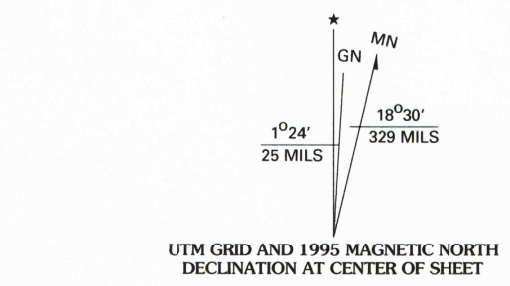 ★
MN
GN
18°30′
329 MILS
1°24′
25 MILS
UTM GRID AND 1995 MAGNETIC NORTH
DECLINATION AT CENTER OF SHEET